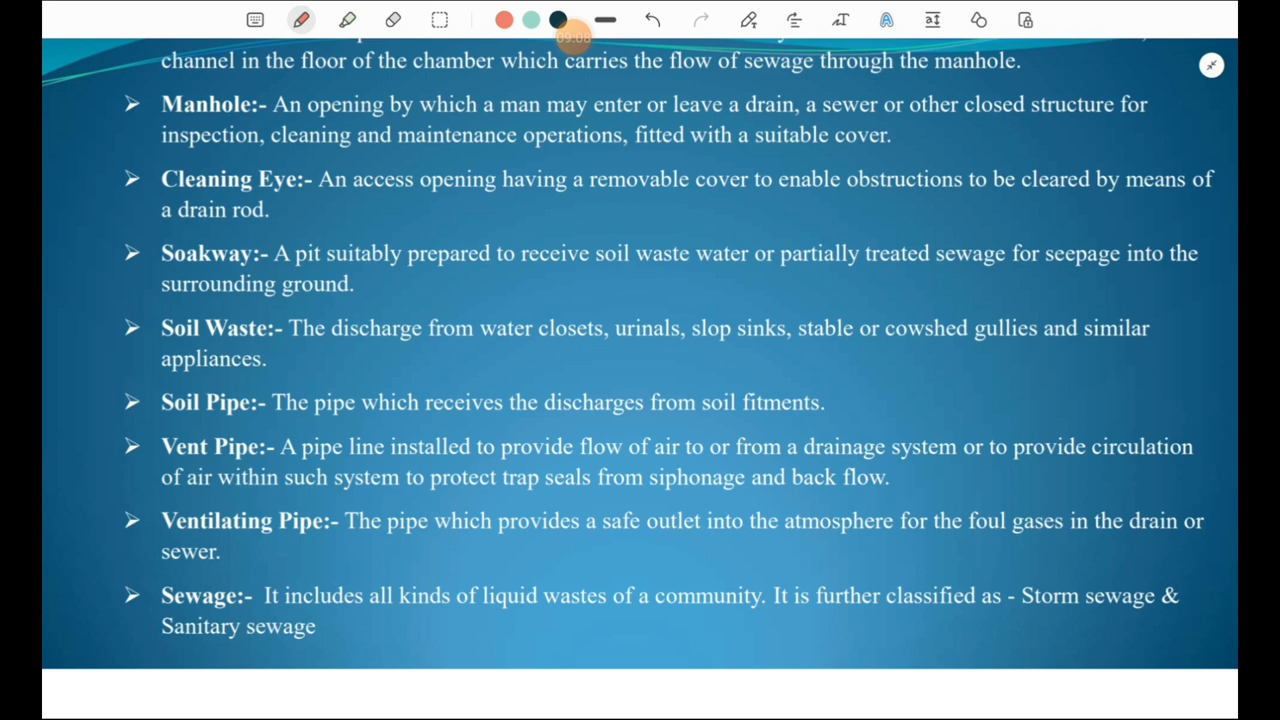 09:08
channel in the floor of the chamber which carries the flow of sewage through the manhole.
➢ Manhole:- An opening by which a man may enter or leave a drain, a sewer or other closed structure for
inspection, cleaning and maintenance operations, fitted with a suitable cover.
➢ Cleaning Eye:- An access opening having a removable cover to enable obstructions to be cleared by means of
a drain rod.
➢ Soakway:- A pit suitably prepared to receive soil waste water or partially treated sewage for seepage into the
surrounding ground.
➢ Soil Waste:- The discharge from water closets, urinals, slop sinks, stable or cowshed gullies and similar
appliances.
➢ Soil Pipe:- The pipe which receives the discharges from soil fitments.
➢ Vent Pipe:- A pipe line installed to provide flow of air to or from a drainage system or to provide circulation
of air within such system to protect trap seals from siphonage and back flow.
➢ Ventilating Pipe:- The pipe which provides a safe outlet into the atmosphere for the foul gases in the drain or
sewer.
➢ Sewage:- It includes all kinds of liquid wastes of a community. It is further classified as - Storm sewage &
Sanitary sewage